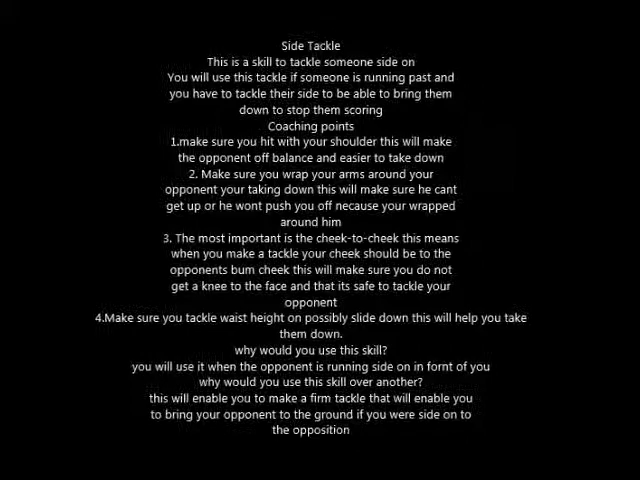 Side Tackle
This is a skill to tackle someone side on
You will use this tackle if someone is running past and
you have to tackle their side to be able to bring them
down to stop them scoring
Coaching points
1.make sure you hit with your shoulder this will make
the opponent off balance and easier to take down
2. Make sure you wrap your arms around your
opponent your taking down this will make sure he cant
get up or he wont push you off necause your wrapped
around him
3. The most important is the cheek-to-cheek this means
when you make a tackle your cheek should be to the
opponents bum cheek this will make sure you do not
get a knee to the face and that its safe to tackle your
opponent
4.Make sure you tackle waist height on possibly slide down this will help you take
them down.
why would you use this skill?
you will use it when the opponent is running side on in fornt of you
why would you use this skill over another?
this will enable you to make a firm tackle that will enable you
to bring your opponent to the ground if you were side on to
the opposition